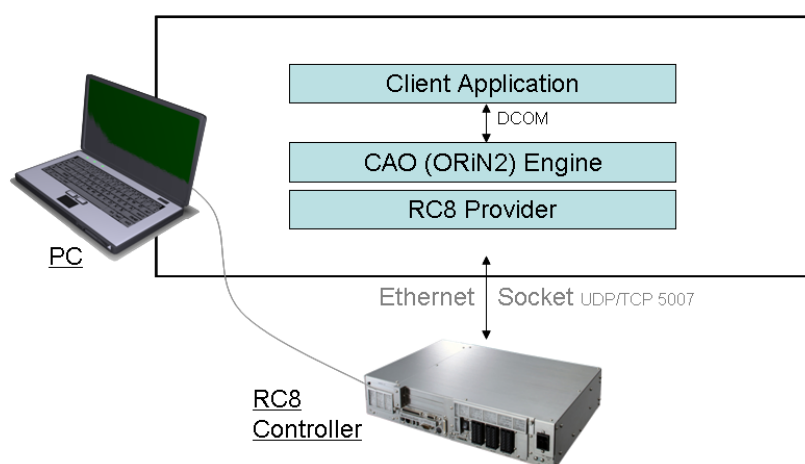 Client Application
DCOM
CAO (ORiN2) Engine
RC8 Provider
PC
Ethernet Socket UDP/TCP 5007
RC8
Controller